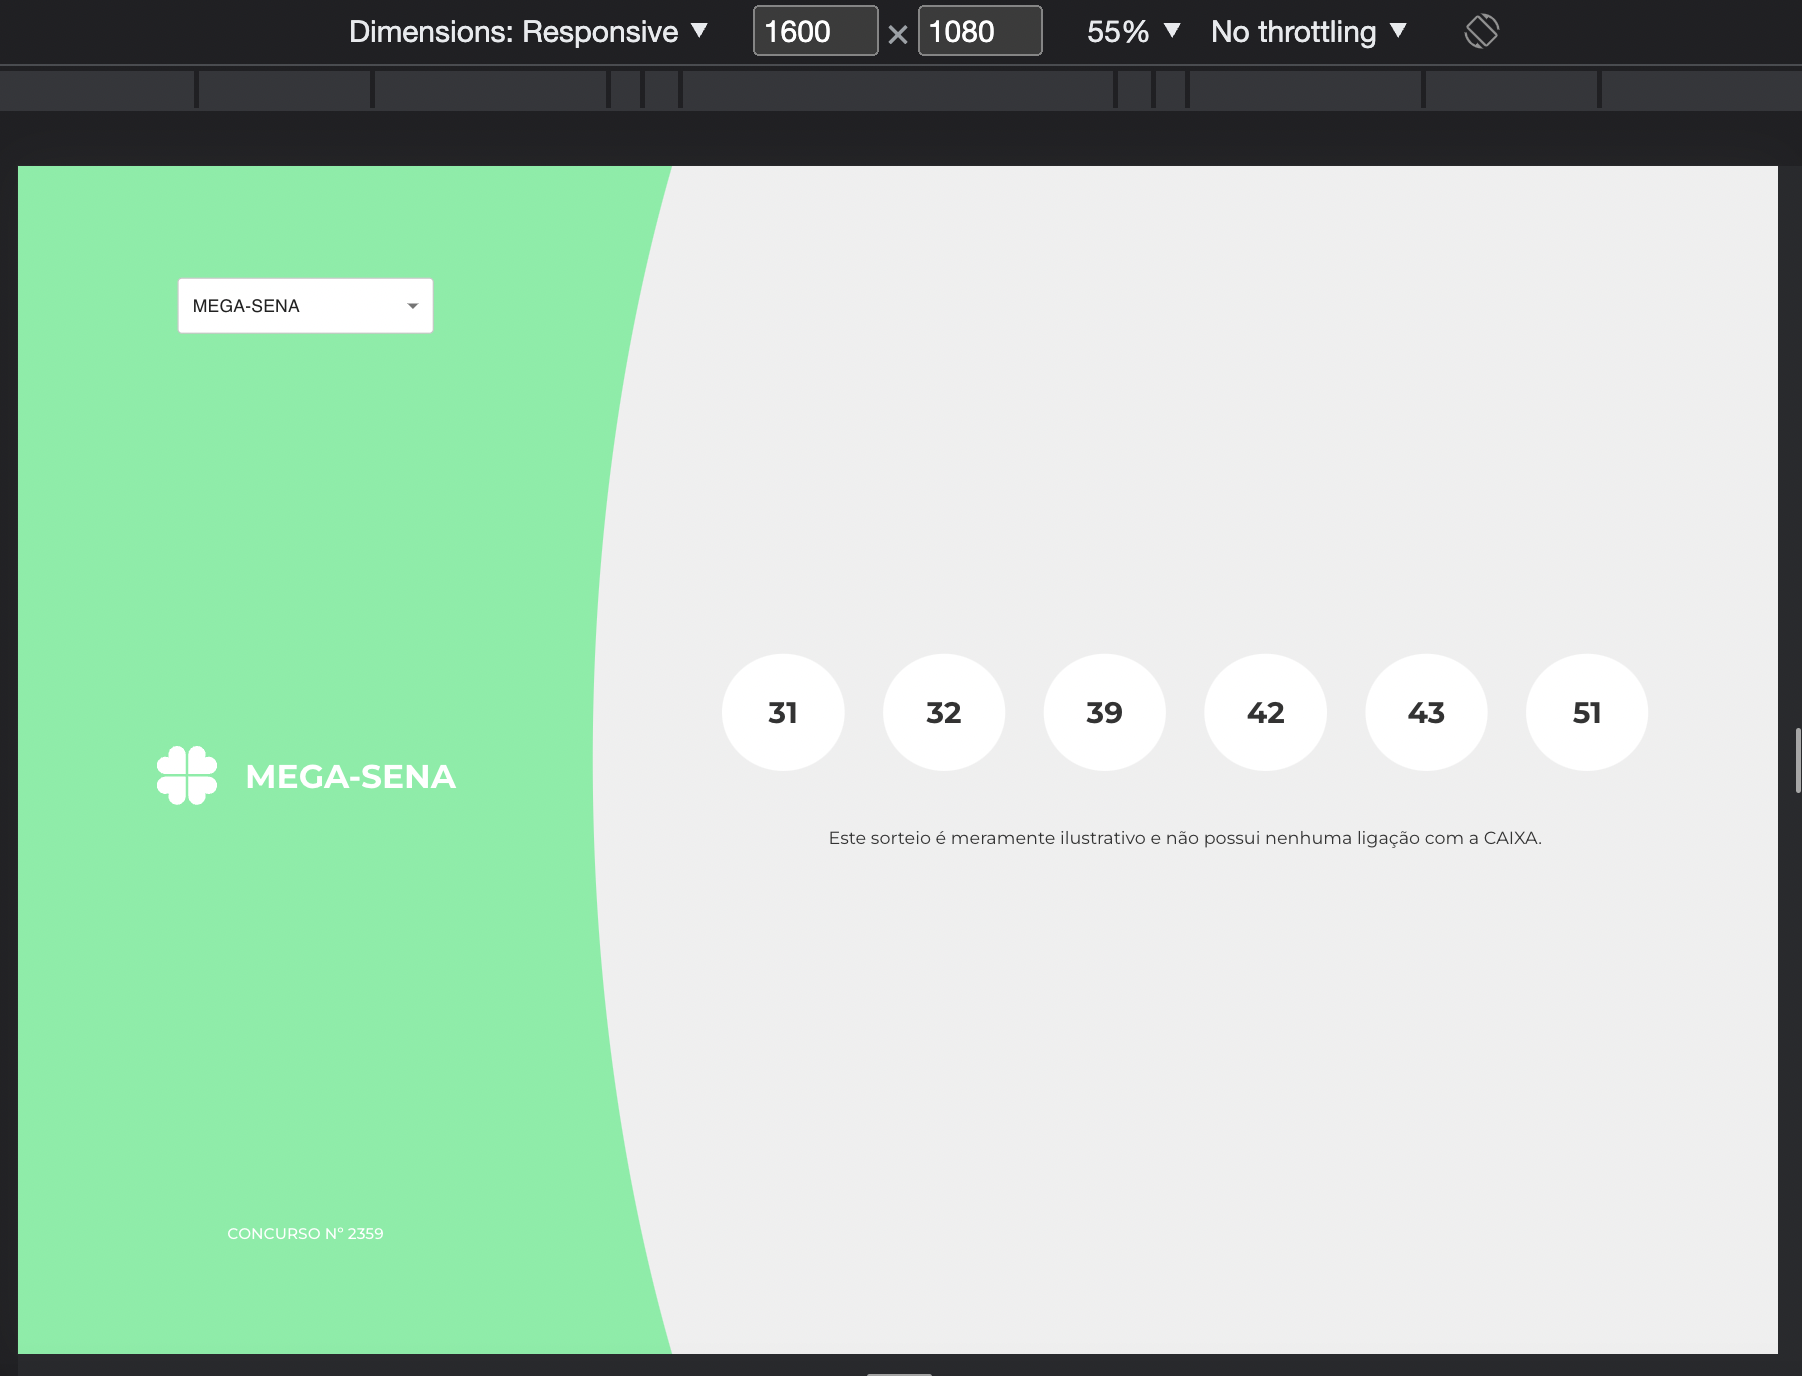 Dimensions: Responsive ▼ 1600 × 1080 55% ▼ No throttling ▼
MEGA-SENA
31 32 39 42 43 51
MEGA-SENA
Este sorteio é meramente ilustrativo e não possui nenhuma ligação com a CAIXA.
CONCURSO Nº 2359